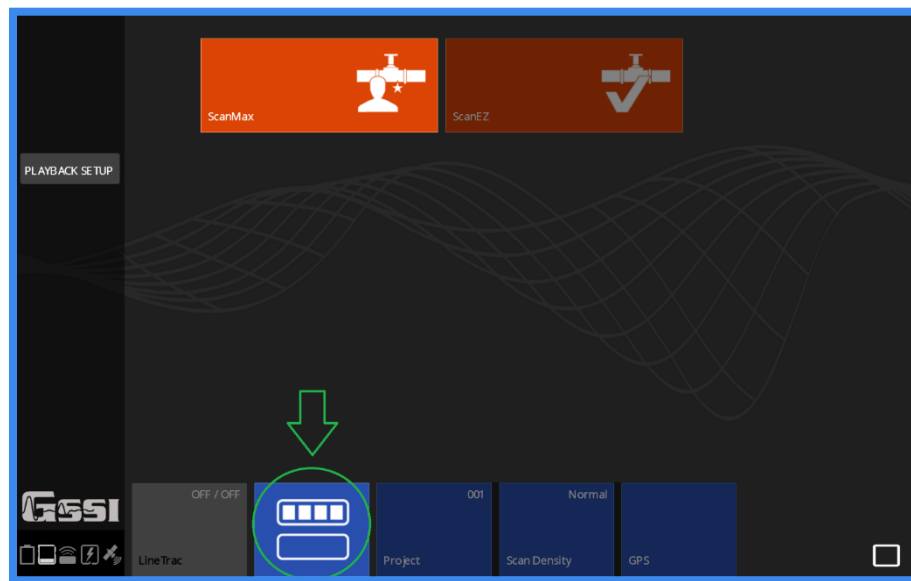 ScanMax
ScanEZ
PLAYBACK SETUP
GSSI
OFF / OFF
LineTrac
001
Project
Normal
Scan Density
GPS